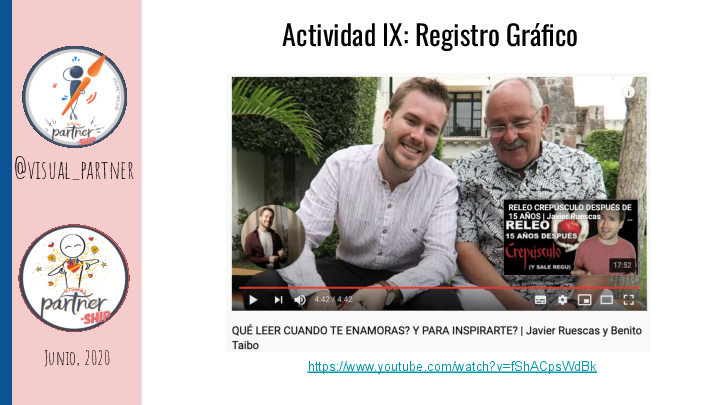 Actividad IX: Registro Gráfico
partner
SHIP
@VISUAL_PARTNER
VISUAL
partner
-SHIP
JUNIO, 2020
RELEO CREPÚSCULO DESPUÉS DE
15 AÑOS | Javier Ruescas
RELEO
15 AÑOS DESPUÉS
Crepúsculo
(Y SALE REGU)
17:52
4:42 / 4:42
QUÉ LEER CUANDO TE ENAMORAS? Y PARA INSPIRARTE? | Javier Ruescas y Benito
Taibo
https://www.youtube.com/watch?v=fShACpsWdBk